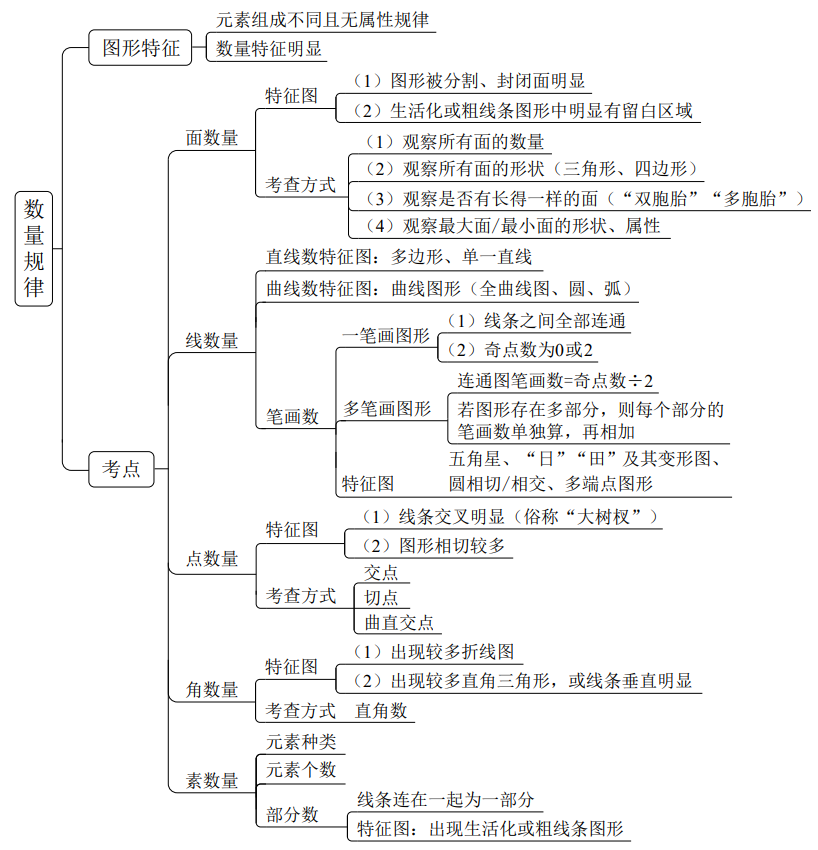 数量规律
图形特征
元素组成不同且无属性规律
数量特征明显
考点
面数量
特征图
（1）图形被分割、封闭面明显
（2）生活化或粗线条图形中明显有留白区域
考查方式
（1）观察所有面的数量
（2）观察所有面的形状（三角形、四边形）
（3）观察是否有长得一样的面（“双胞胎”“多胞胎”）
（4）观察最大面/最小面的形状、属性
线数量
直线数特征图：多边形、单一直线
曲线数特征图：曲线图形（全曲线图、圆、弧）
笔画数
一笔画图形
（1）线条之间全部连通
（2）奇点数为0或2
多笔画图形
连通图笔画数=奇点数÷2
若图形存在多部分，则每个部分的
笔画数单独算，再相加
特征图
五角星、“日”“田”及其变形图、
圆相切/相交、多端点图形
点数量
特征图
（1）线条交叉明显（俗称“大树杈”）
（2）图形相切较多
考查方式
交点
切点
曲直交点
角数量
特征图
（1）出现较多折线图
（2）出现较多直角三角形，或线条垂直明显
考查方式
直角数
素数量
元素种类
元素个数
部分数
线条连在一起为一部分
特征图：出现生活化或粗线条图形